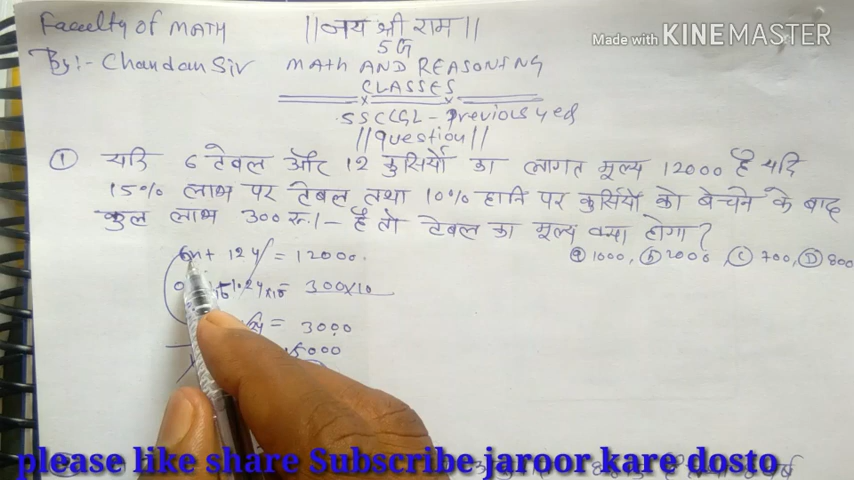 Faculty of MATH
||जय श्री राम||
Made with KINEMASTER
By:- Chandan Sir
MATH AND REASONING
CLASSES
SSC CGL - previous
||question||
① यदि 6 टेबल और 12 कुर्सियों का लागत मूल्य 12000 है यदि
15% लाभ पर टेबल तथा 10% हानि पर कुर्सियों को बेचने के बाद
कुल लाभ 300 रू./- है तो टेबल का मूल्य क्या होगा?
ⓐ 1000, ⓑ 2000, Ⓒ 700, Ⓓ 800
+ 12y = 12000.
= 300×10
= 3000
please like share Subscribe jaroor kare dosto